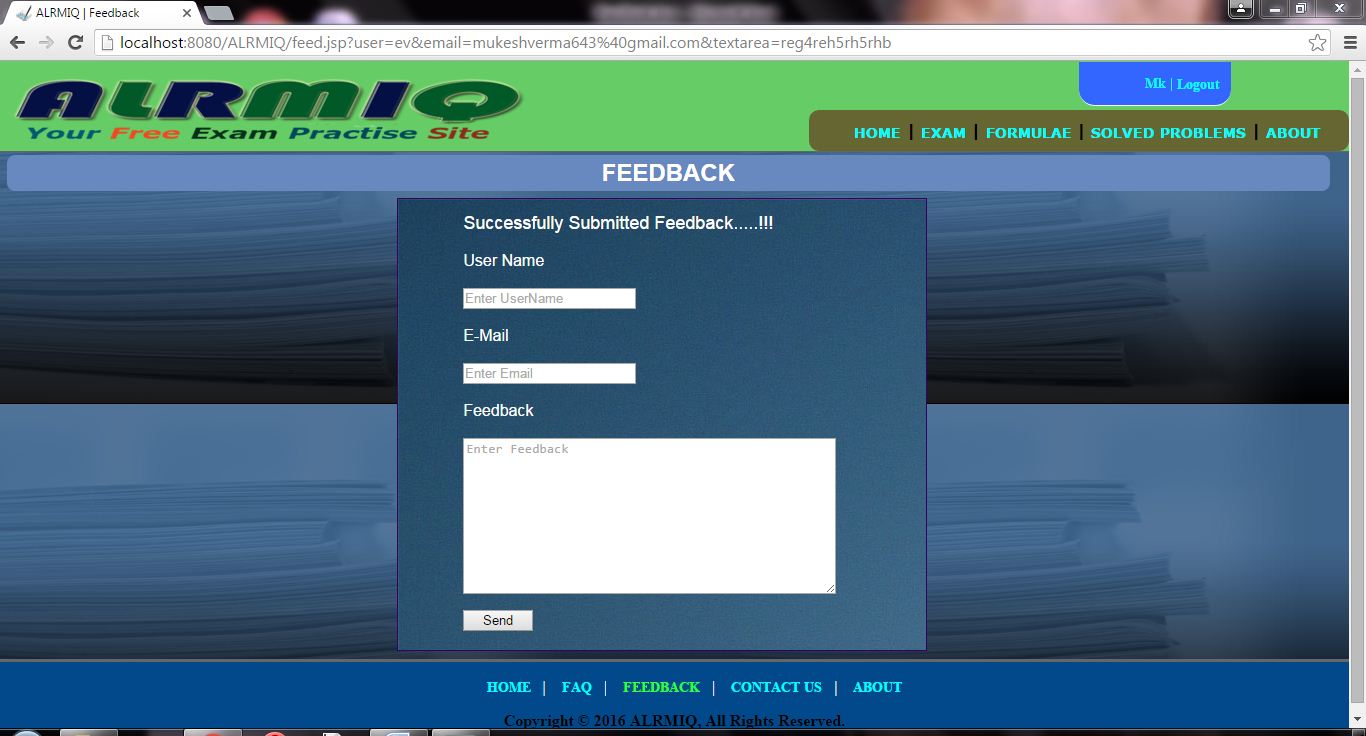 ALRMIQ | Feedback
localhost:8080/ALRMIQ/feed.jsp?user=ev&email=mukeshverma643%40gmail.com&textarea=reg4reh5rh5rhb
ALRMIQ
Your Free Exam Practise Site
Mk | Logout
HOME | EXAM | FORMULAE | SOLVED PROBLEMS | ABOUT
FEEDBACK
Successfully Submitted Feedback.....!!!
User Name
Enter UserName
E-Mail
Enter Email
Feedback
Enter Feedback
Send
HOME | FAQ | FEEDBACK | CONTACT US | ABOUT
Copyright © 2016 ALRMIQ, All Rights Reserved.